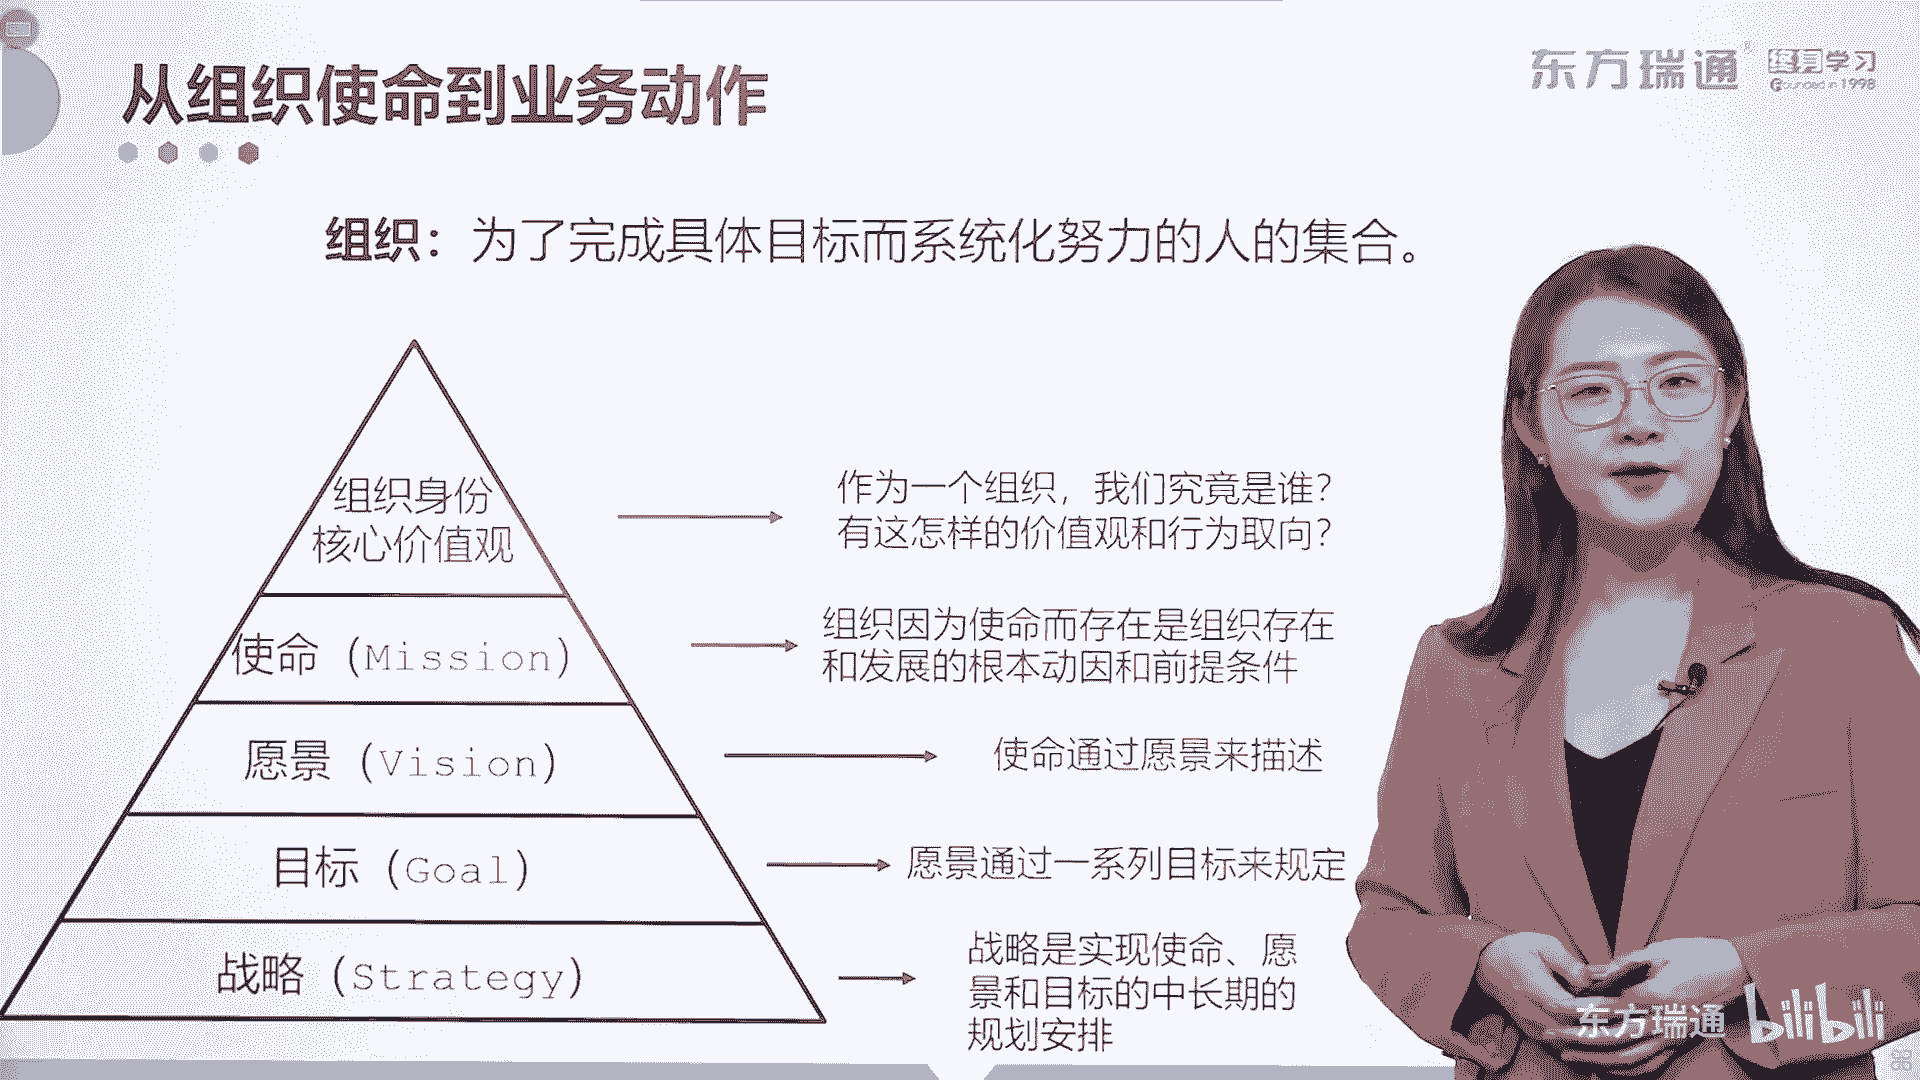 从组织使命到业务动作
东方瑞通® 终身学习
Founded in 1998
组织：为了完成具体目标而系统化努力的人的集合。
组织身份
核心价值观
作为一个组织，我们究竟是谁？
有这怎样的价值观和行为取向？
使命（Mission）
组织因为使命而存在是组织存在
和发展的根本动因和前提条件
愿景（Vision）
使命通过愿景来描述
目标（Goal）
愿景通过一系列目标来规定
战略（Strategy）
战略是实现使命、愿
景和目标的中长期的
规划安排
东方瑞通 bilibili